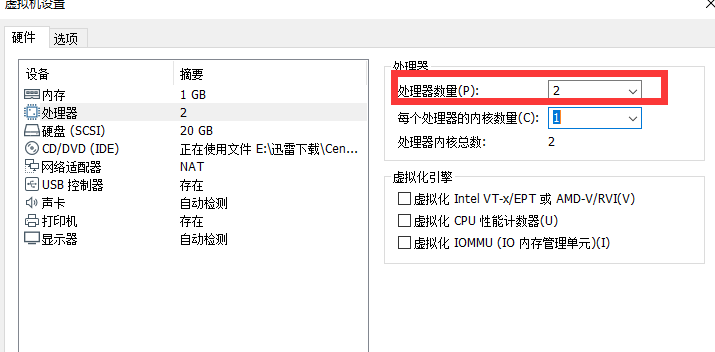 虚拟机设置
硬件 选项
设备 摘要
内存 1 GB
处理器 2
硬盘 (SCSI) 20 GB
CD/DVD (IDE) 正在使用文件 E:\迅雷下载\Cen...
网络适配器 NAT
USB 控制器 存在
声卡 自动检测
打印机 存在
显示器 自动检测
处理器
处理器数量(P): 2
每个处理器的内核数量(C): 1
处理器内核总数: 2
虚拟化引擎
虚拟化 Intel VT-x/EPT 或 AMD-V/RVI(V)
虚拟化 CPU 性能计数器(U)
虚拟化 IOMMU (IO 内存管理单元)(I)